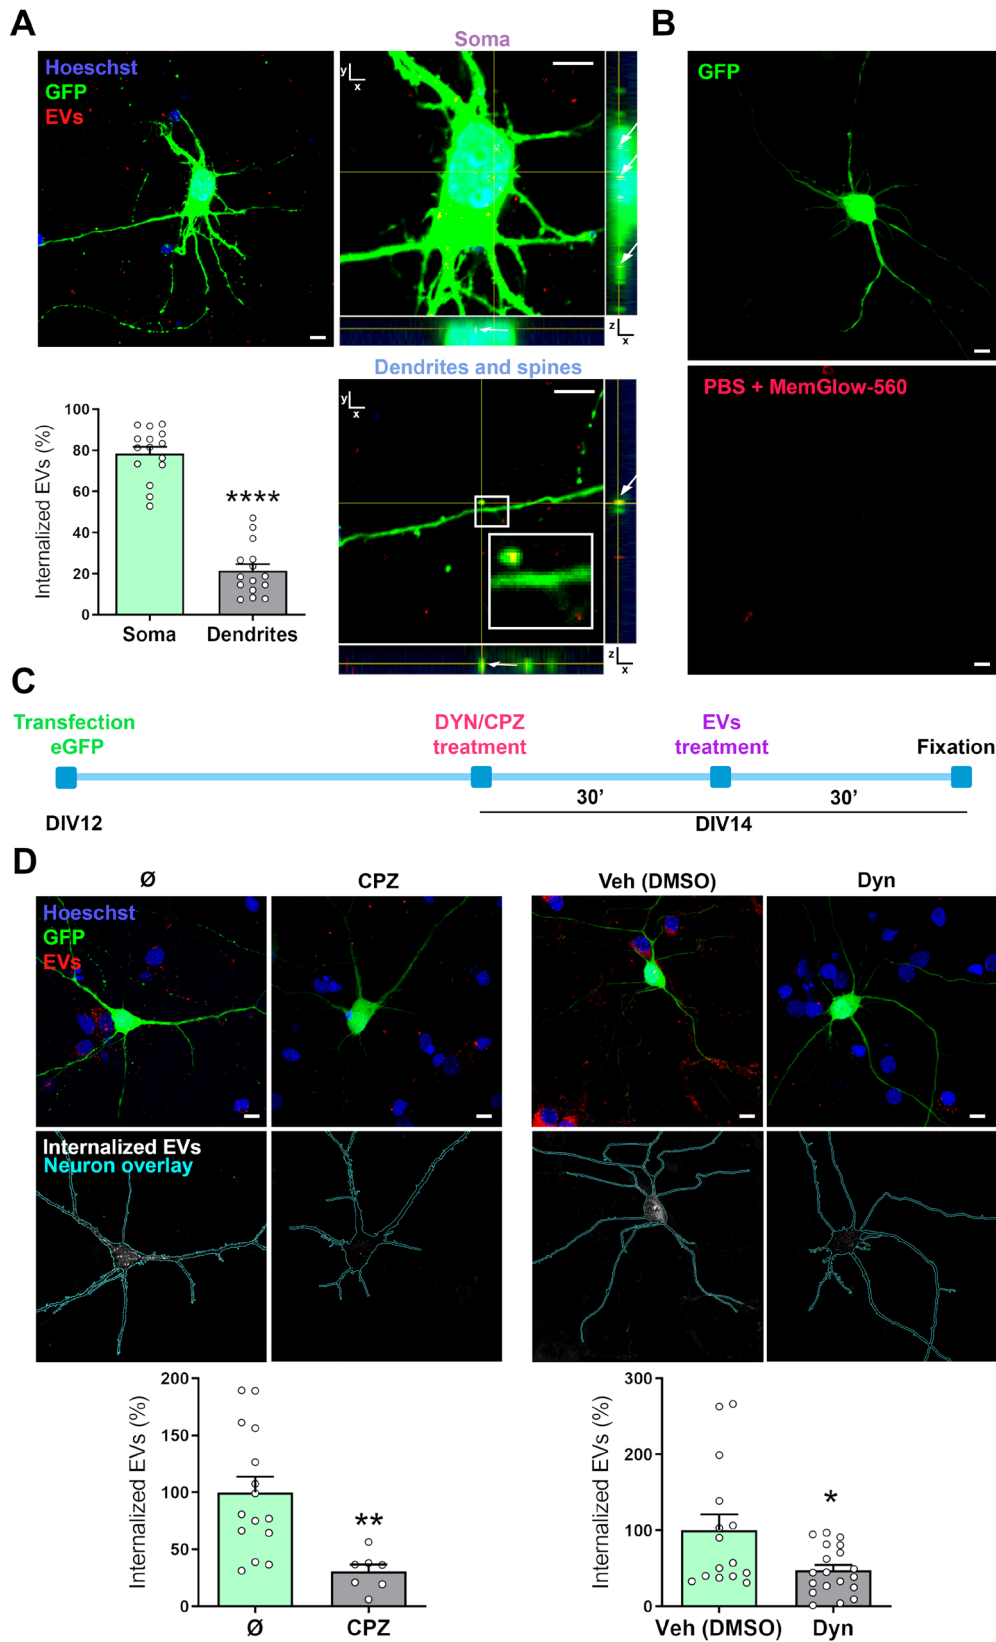 A
B
Soma
Hoeschst
GFP
EVs
y
x
z
x
GFP
PBS + MemGlow-560
Dendrites and spines
y
x
z
x
Internalized EVs (%)
100
80
60
40
20
0
****
Soma
Dendrites
C
Transfection
eGFP
DYN/CPZ
treatment
EVs
treatment
Fixation
30’
30’
DIV12
DIV14
D
Ø
CPZ
Veh (DMSO)
Dyn
Hoeschst
GFP
EVs
Internalized EVs
Neuron overlay
Internalized EVs (%)
200
150
100
50
0
**
Ø
CPZ
Internalized EVs (%)
300
200
100
0
*
Veh (DMSO)
Dyn